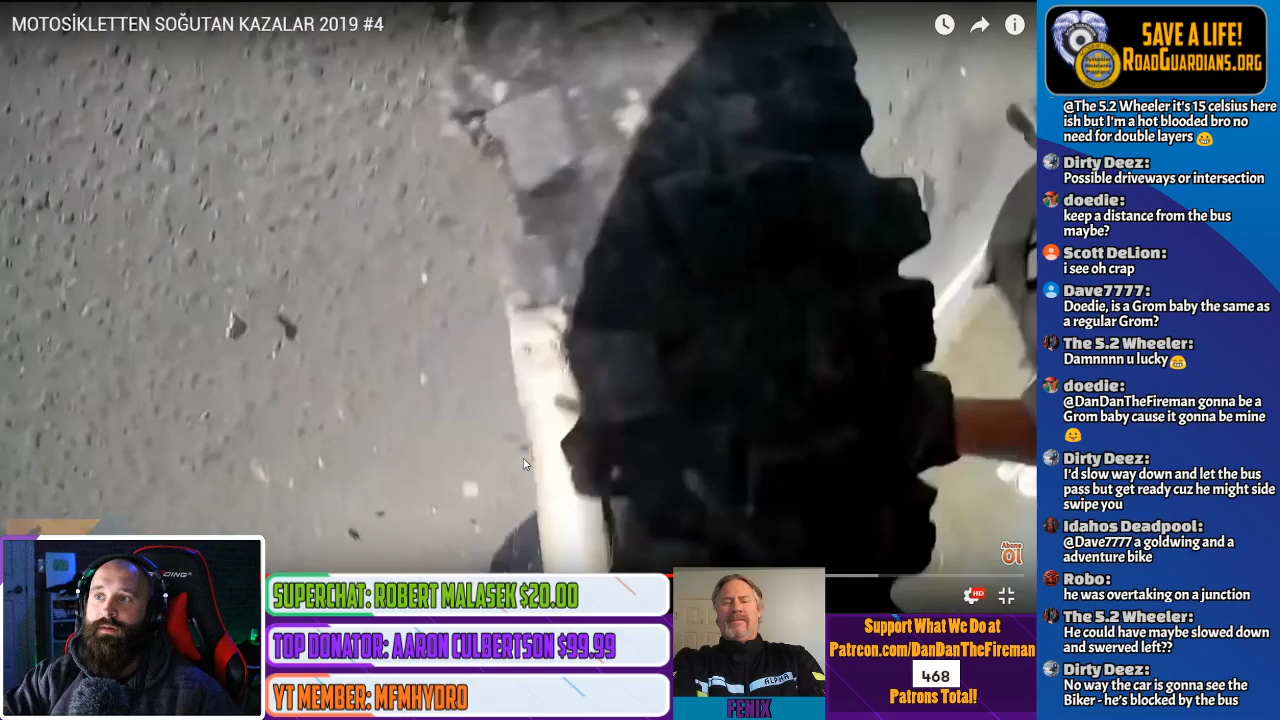 MOTOSİKLETTEN SOĞUTAN KAZALAR 2019 #4
SAVE A LIFE!
ROADGUARDIANS.ORG
@The 5.2 Wheeler it's 15 celsius here
ish but I'm a hot blooded bro no
need for double layers 😬
Dirty Deez:
Possible driveways or intersection
doedie:
keep a distance from the bus
maybe?
Scott DeLion:
i see oh crap
Dave7777:
Doedie, is a Grom baby the same as
a regular Grom?
The 5.2 Wheeler:
Damnnnn u lucky 😁
doedie:
@DanDanTheFireman gonna be a
Grom baby cause it gonna be mine
😃
Dirty Deez:
I'd slow way down and let the bus
pass but get ready cuz he might side
swipe you
Idahos Deadpool:
@Dave7777 a goldwing and a
adventure bike
Robo:
he was overtaking on a junction
The 5.2 Wheeler:
He could have maybe slowed down
and swerved left??
Dirty Deez:
No way the car is gonna see the
Biker - he's blocked by the bus
Abone
Ol
HD
SUPERCHAT: ROBERT MALASEK $20.00
TOP DONATOR: AARON CULBERTSON $99.99
YT MEMBER: MFMHYDRO
ALPHA
FENIX
Support What We Do at
Patreon.com/DanDanTheFireman
468
Patrons Total!